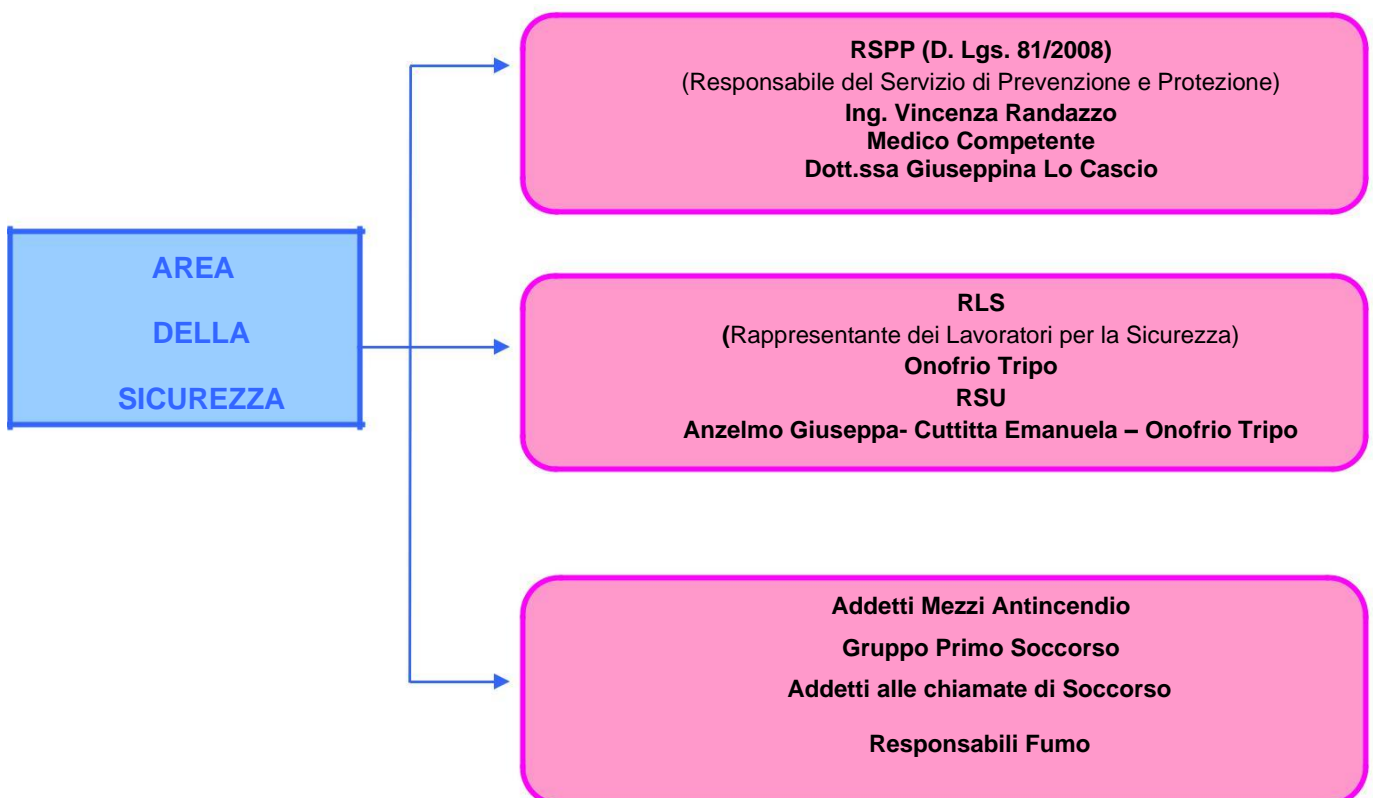 AREA
DELLA
SICUREZZA
RSPP (D. Lgs. 81/2008)
(Responsabile del Servizio di Prevenzione e Protezione)
Ing. Vincenza Randazzo
Medico Competente
Dott.ssa Giuseppina Lo Cascio
RLS
(Rappresentante dei Lavoratori per la Sicurezza)
Onofrio Tripo
RSU
Anzelmo Giuseppa- Cuttitta Emanuela – Onofrio Tripo
Addetti Mezzi Antincendio
Gruppo Primo Soccorso
Addetti alle chiamate di Soccorso
Responsabili Fumo